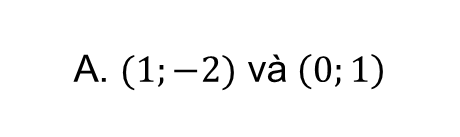 A. (1; −2) và (0; 1)